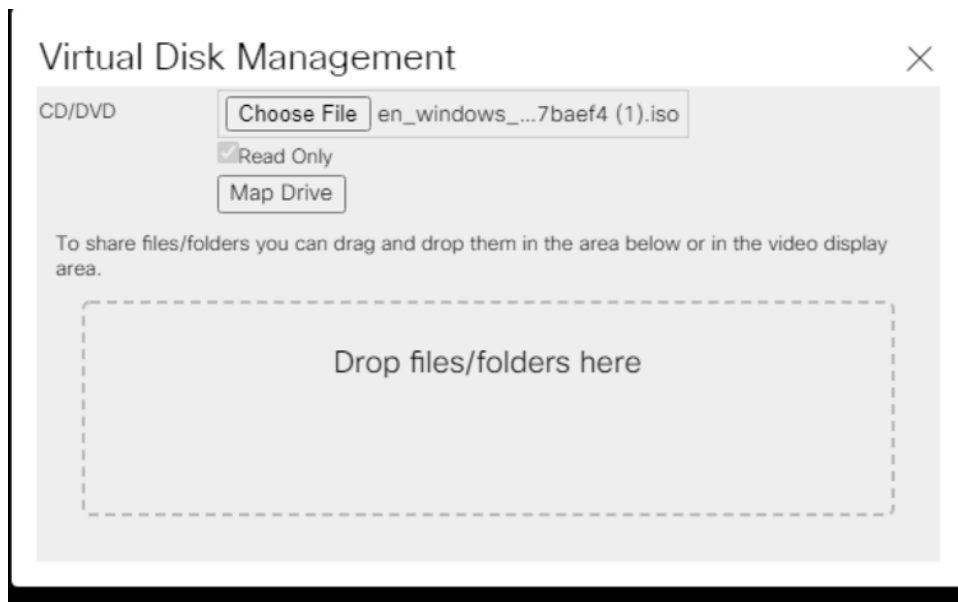 Virtual Disk Management
CD/DVD
Choose File en_windows_...7baef4 (1).iso
Read Only
Map Drive
To share files/folders you can drag and drop them in the area below or in the video display
area.
Drop files/folders here